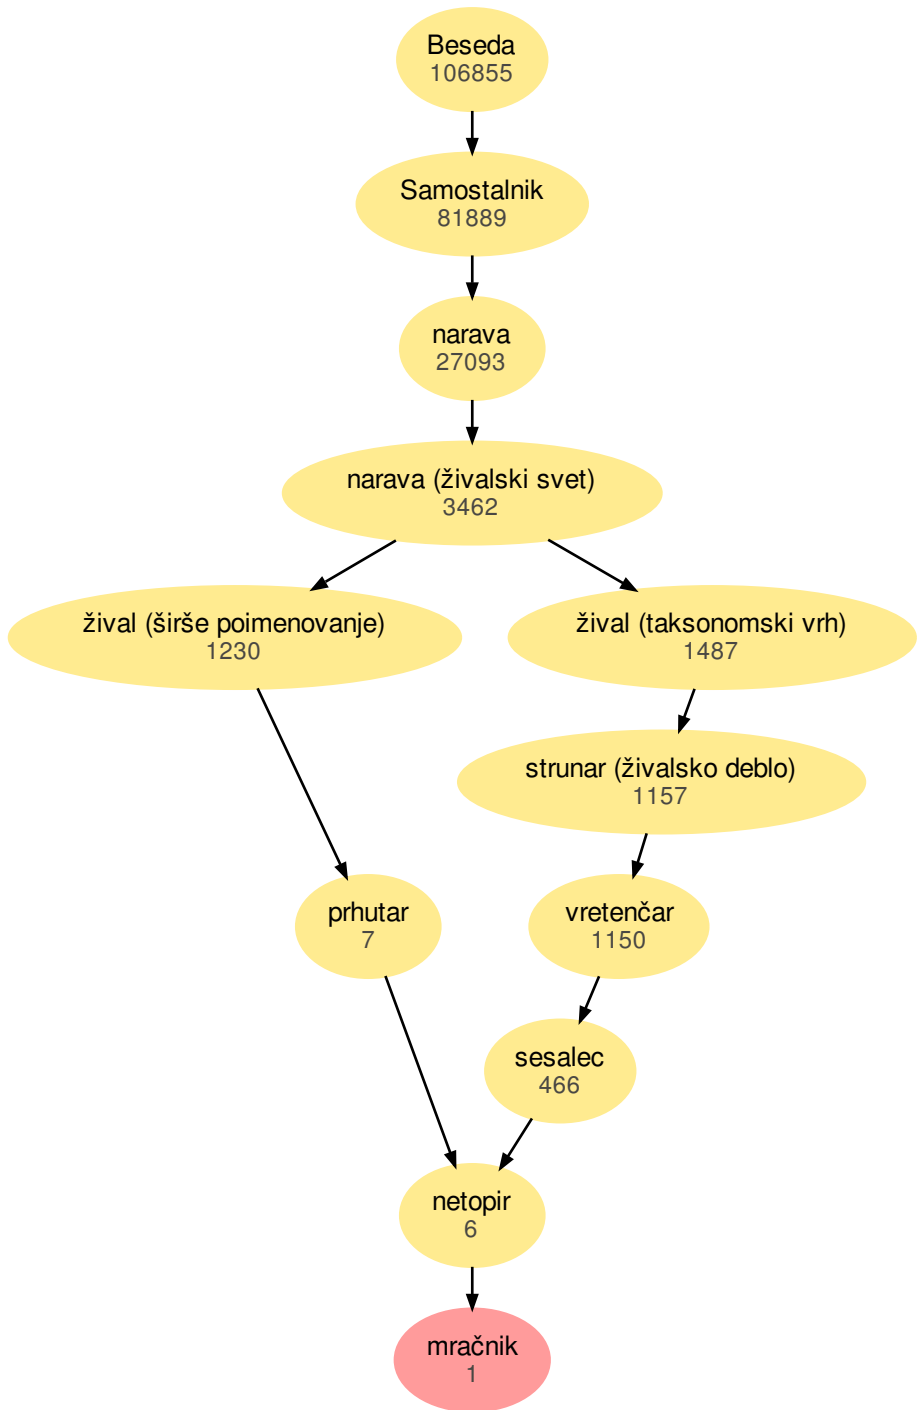 Beseda
106855
Samostalnik
81889
narava
27093
narava (živalski svet)
3462
žival (širše poimenovanje)
1230
žival (taksonomski vrh)
1487
strunar (živalsko deblo)
1157
prhutar
7
vretenčar
1150
sesalec
466
netopir
6
mračnik
1